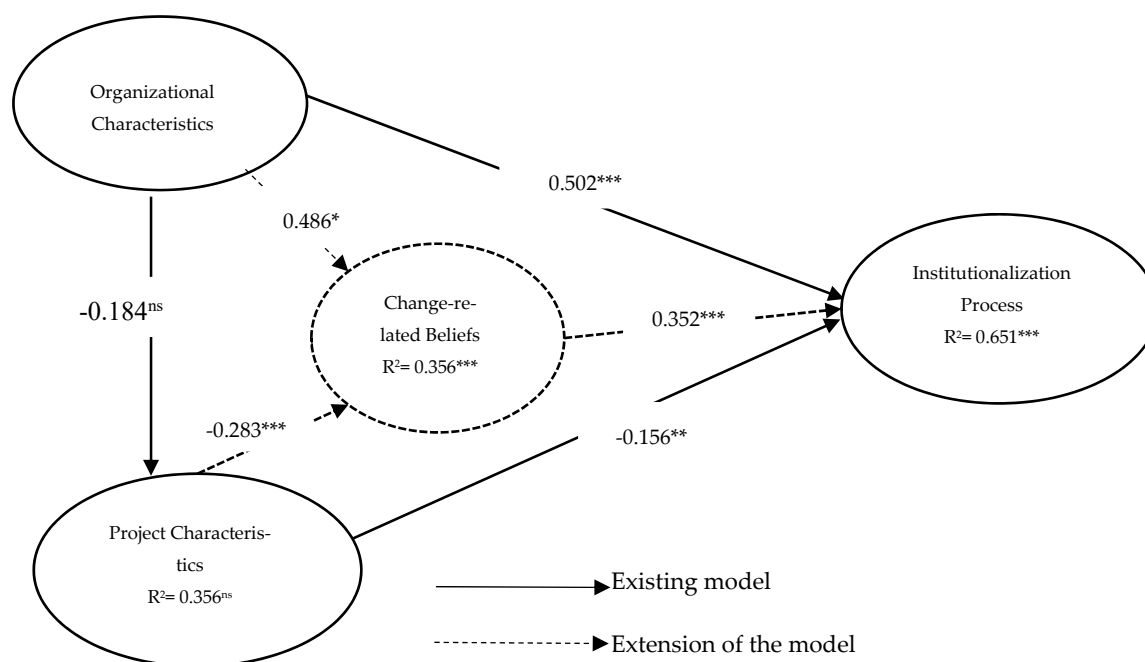 Organizational
Characteristics
0.502***
0.486*
Institutionalization
Process
R²= 0.651***
-0.184ⁿˢ
Change-re-
lated Beliefs
R²= 0.356***
0.352***
-0.283***
-0.156**
Project Characteris-
tics
R²= 0.356ⁿˢ
Existing model
Extension of the model